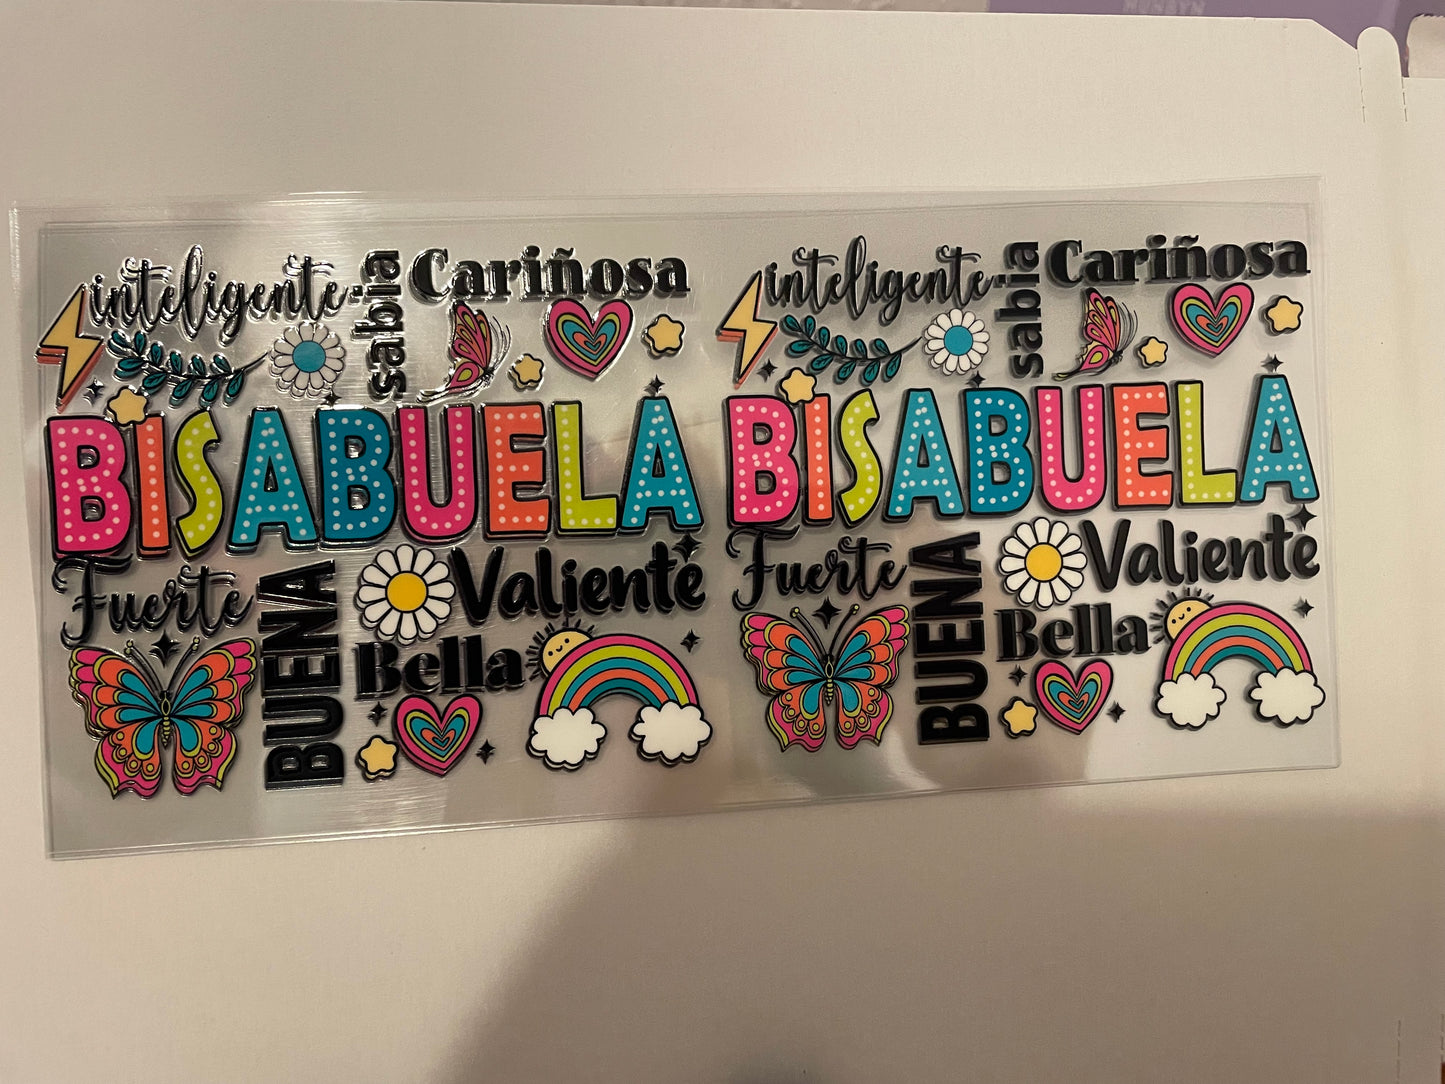 inteligente
sabia
Cariñosa
BISABUELA
Fuerte
BUENA
Valiente
Bella
inteligente
sabia
Cariñosa
BISABUELA
Fuerte
BUENA
Valiente
Bella